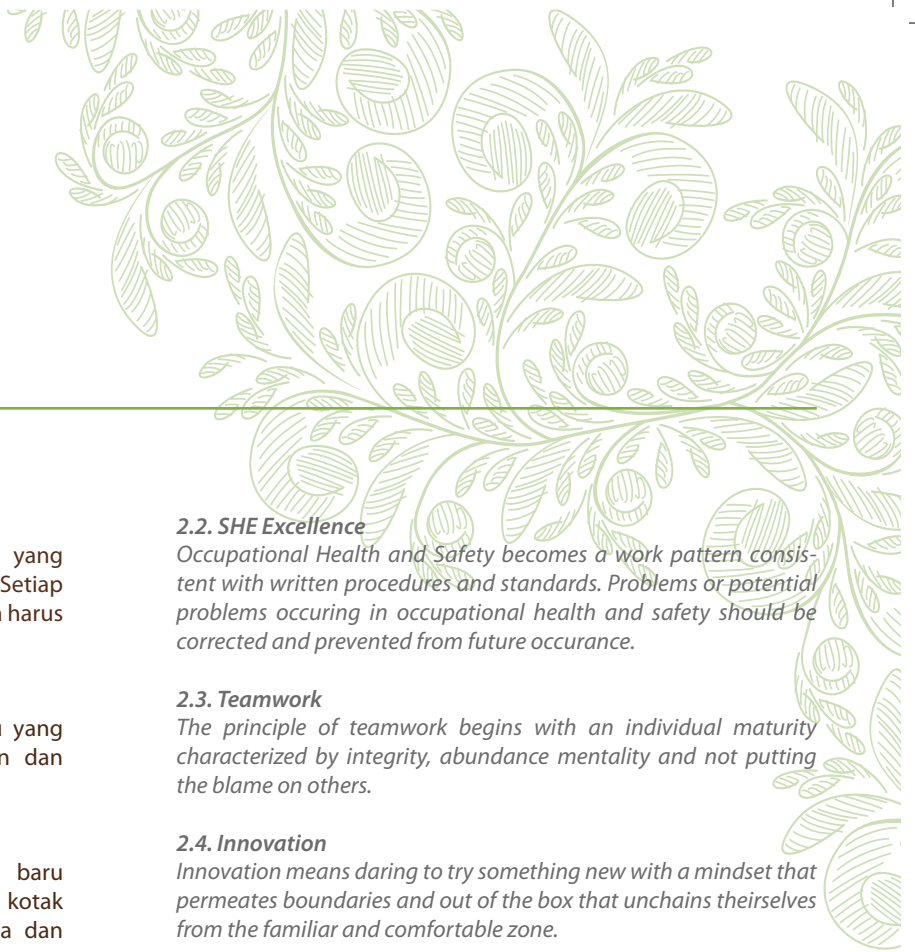 yang
Setiap
harus
yang
dan
baru
kotak
dan
2.2. SHE Excellence
Occupational Health and Safety becomes a work pattern consis-
tent with written procedures and standards. Problems or potential
problems occuring in occupational health and safety should be
corrected and prevented from future occurance.
2.3. Teamwork
The principle of teamwork begins with an individual maturity
characterized by integrity, abundance mentality and not putting
the blame on others.
2.4. Innovation
Innovation means daring to try something new with a mindset that
permeates boundaries and out of the box that unchains theirselves
from the familiar and comfortable zone.